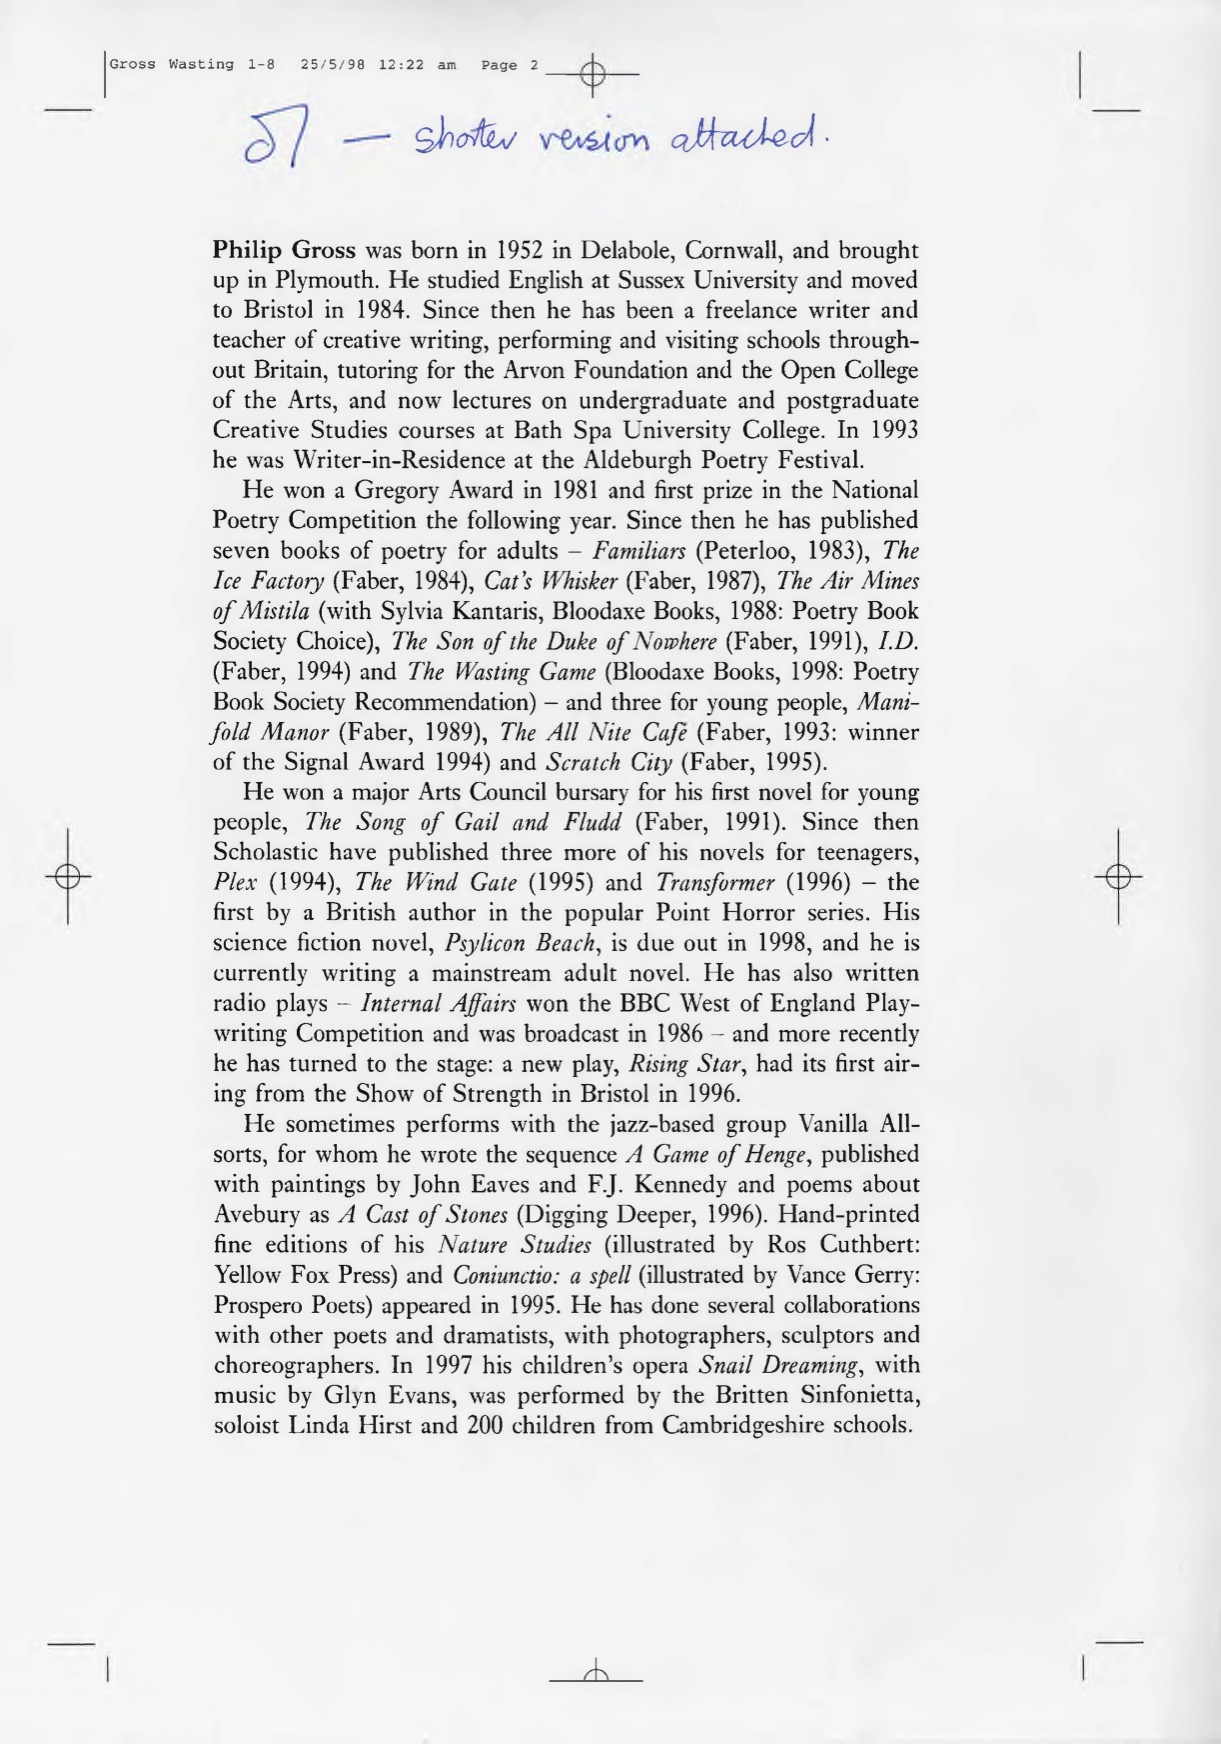 Gross Wasting 1-8 25/5/98 12:22 am Page 2
— shorter version attached.
Philip Gross was born in 1952 in Delabole, Cornwall, and brought
up in Plymouth. He studied English at Sussex University and moved
to Bristol in 1984. Since then he has been a freelance writer and
teacher of creative writing, performing and visiting schools through-
out Britain, tutoring for the Arvon Foundation and the Open College
of the Arts, and now lectures on undergraduate and postgraduate
Creative Studies courses at Bath Spa University College. In 1993
he was Writer-in-Residence at the Aldeburgh Poetry Festival.
He won a Gregory Award in 1981 and first prize in the National
Poetry Competition the following year. Since then he has published
seven books of poetry for adults – Familiars (Peterloo, 1983), The
Ice Factory (Faber, 1984), Cat's Whisker (Faber, 1987), The Air Mines
of Mistila (with Sylvia Kantaris, Bloodaxe Books, 1988: Poetry Book
Society Choice), The Son of the Duke of Nowhere (Faber, 1991), I.D.
(Faber, 1994) and The Wasting Game (Bloodaxe Books, 1998: Poetry
Book Society Recommendation) – and three for young people, Mani-
fold Manor (Faber, 1989), The All Nite Café (Faber, 1993: winner
of the Signal Award 1994) and Scratch City (Faber, 1995).
He won a major Arts Council bursary for his first novel for young
people, The Song of Gail and Fludd (Faber, 1991). Since then
Scholastic have published three more of his novels for teenagers,
Plex (1994), The Wind Gate (1995) and Transformer (1996) – the
first by a British author in the popular Point Horror series. His
science fiction novel, Psylicon Beach, is due out in 1998, and he is
currently writing a mainstream adult novel. He has also written
radio plays – Internal Affairs won the BBC West of England Play-
writing Competition and was broadcast in 1986 – and more recently
he has turned to the stage: a new play, Rising Star, had its first air-
ing from the Show of Strength in Bristol in 1996.
He sometimes performs with the jazz-based group Vanilla All-
sorts, for whom he wrote the sequence A Game of Henge, published
with paintings by John Eaves and F.J. Kennedy and poems about
Avebury as A Cast of Stones (Digging Deeper, 1996). Hand-printed
fine editions of his Nature Studies (illustrated by Ros Cuthbert:
Yellow Fox Press) and Coniunctio: a spell (illustrated by Vance Gerry:
Prospero Poets) appeared in 1995. He has done several collaborations
with other poets and dramatists, with photographers, sculptors and
choreographers. In 1997 his children's opera Snail Dreaming, with
music by Glyn Evans, was performed by the Britten Sinfonietta,
soloist Linda Hirst and 200 children from Cambridgeshire schools.